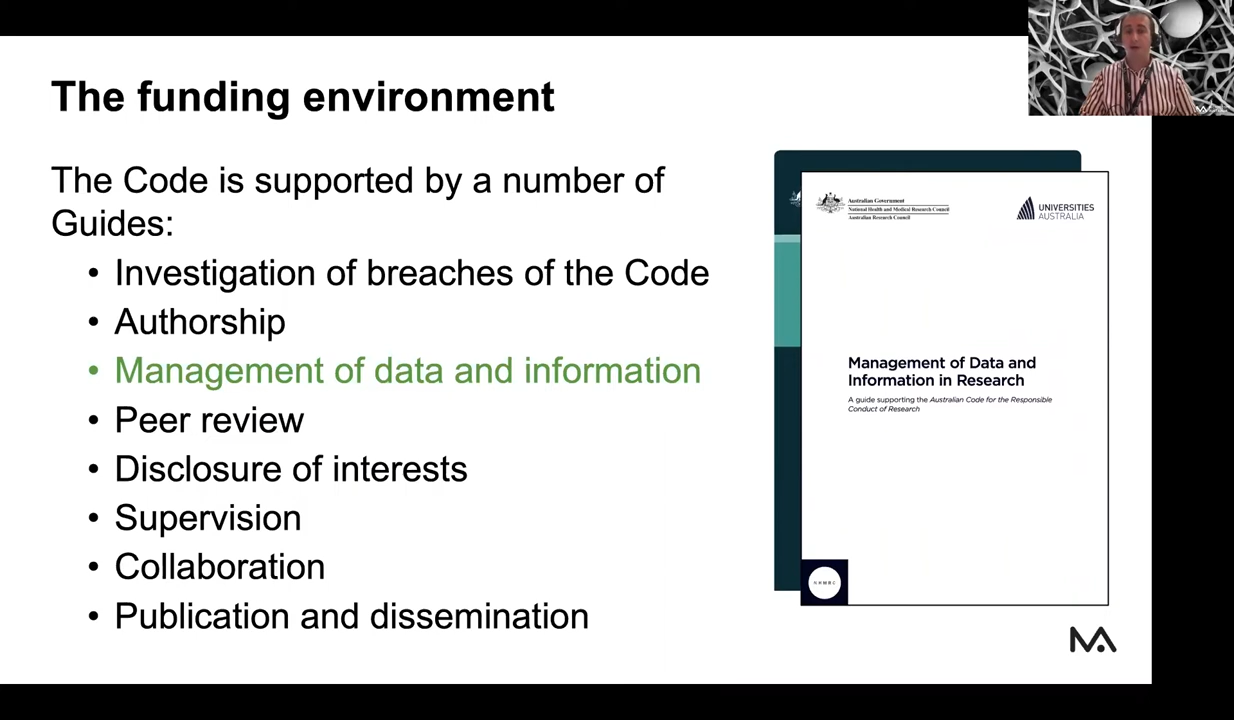 The funding environment
The Code is supported by a number of
Guides:
• Investigation of breaches of the Code
• Authorship
• Management of data and information
• Peer review
• Disclosure of interests
• Supervision
• Collaboration
• Publication and dissemination
Australian Government
National Health and Medical Research Council
Australian Research Council
UNIVERSITIES
AUSTRALIA
Management of Data and
Information in Research
A guide supporting the Australian Code for the Responsible
Conduct of Research
NHMRC